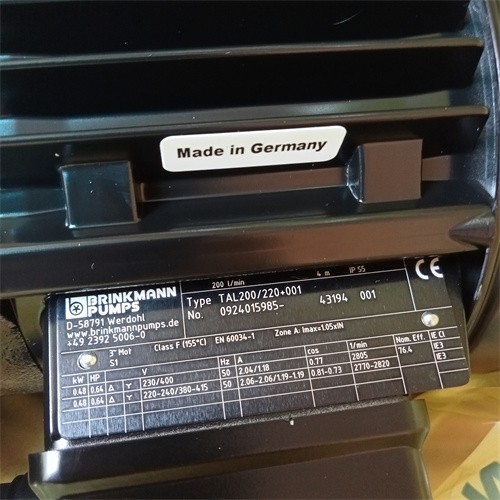 Made in Germany
200 l/min 4 m IP 55
BRINKMANN PUMPS
D-58791 Werdohl
www.brinkmannpumps.de
+49 2392 5006-0
Type TAL200/220+001
No. 0924015985- 43194 001
CE
3~ Mot Class F (155°C) EN 60034-1 Zone A: Imax=1.05xIN
S1
kW HP V Hz A cos l/min Nom. Eff. IE Cl
0.48 0.64 Δ Y 230/400 50 2.04/1.18 0.77 2805 76.4 IE3
0.48 0.64 Δ Y 220-240/380-415 50 2.06-2.06/1.19-1.19 0.81-0.73 2770-2820 IE3